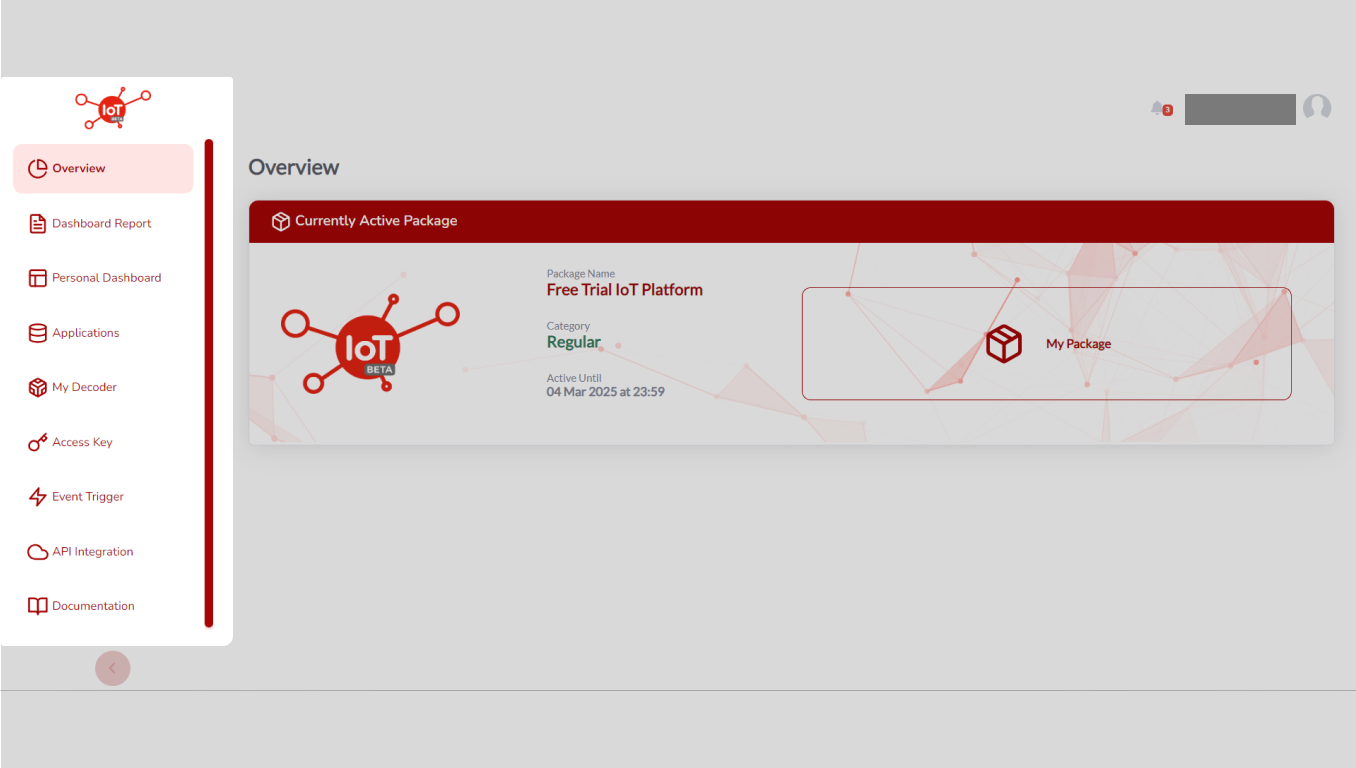 IoT
BETA
Overview
Dashboard Report
Personal Dashboard
Applications
My Decoder
Access Key
Event Trigger
API Integration
Documentation
3
Overview
Currently Active Package
IoT
BETA
Package Name
Free Trial IoT Platform
Category
Regular
Active Until
04 Mar 2025 at 23:59
My Package